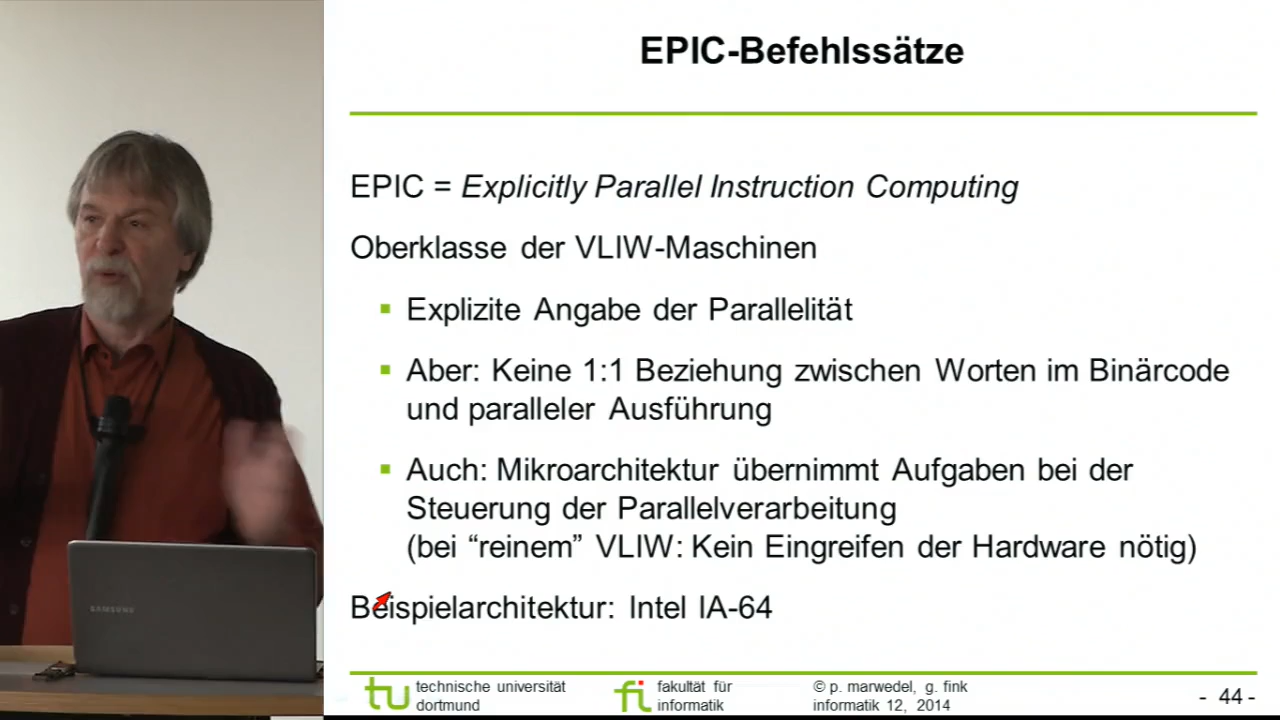 EPIC-Befehlssätze
EPIC = Explicitly Parallel Instruction Computing
Oberklasse der VLIW-Maschinen
Explizite Angabe der Parallelität
Aber: Keine 1:1 Beziehung zwischen Worten im Binärcode
und paralleler Ausführung
Auch: Mikroarchitektur übernimmt Aufgaben bei der
Steuerung der Parallelverarbeitung
(bei “reinem” VLIW: Kein Eingreifen der Hardware nötig)
Beispielarchitektur: Intel IA-64
SAMSUNG
tu technische universität
dortmund
fi fakultät für
informatik
© p. marwedel, g. fink
informatik 12, 2014
- 44 -